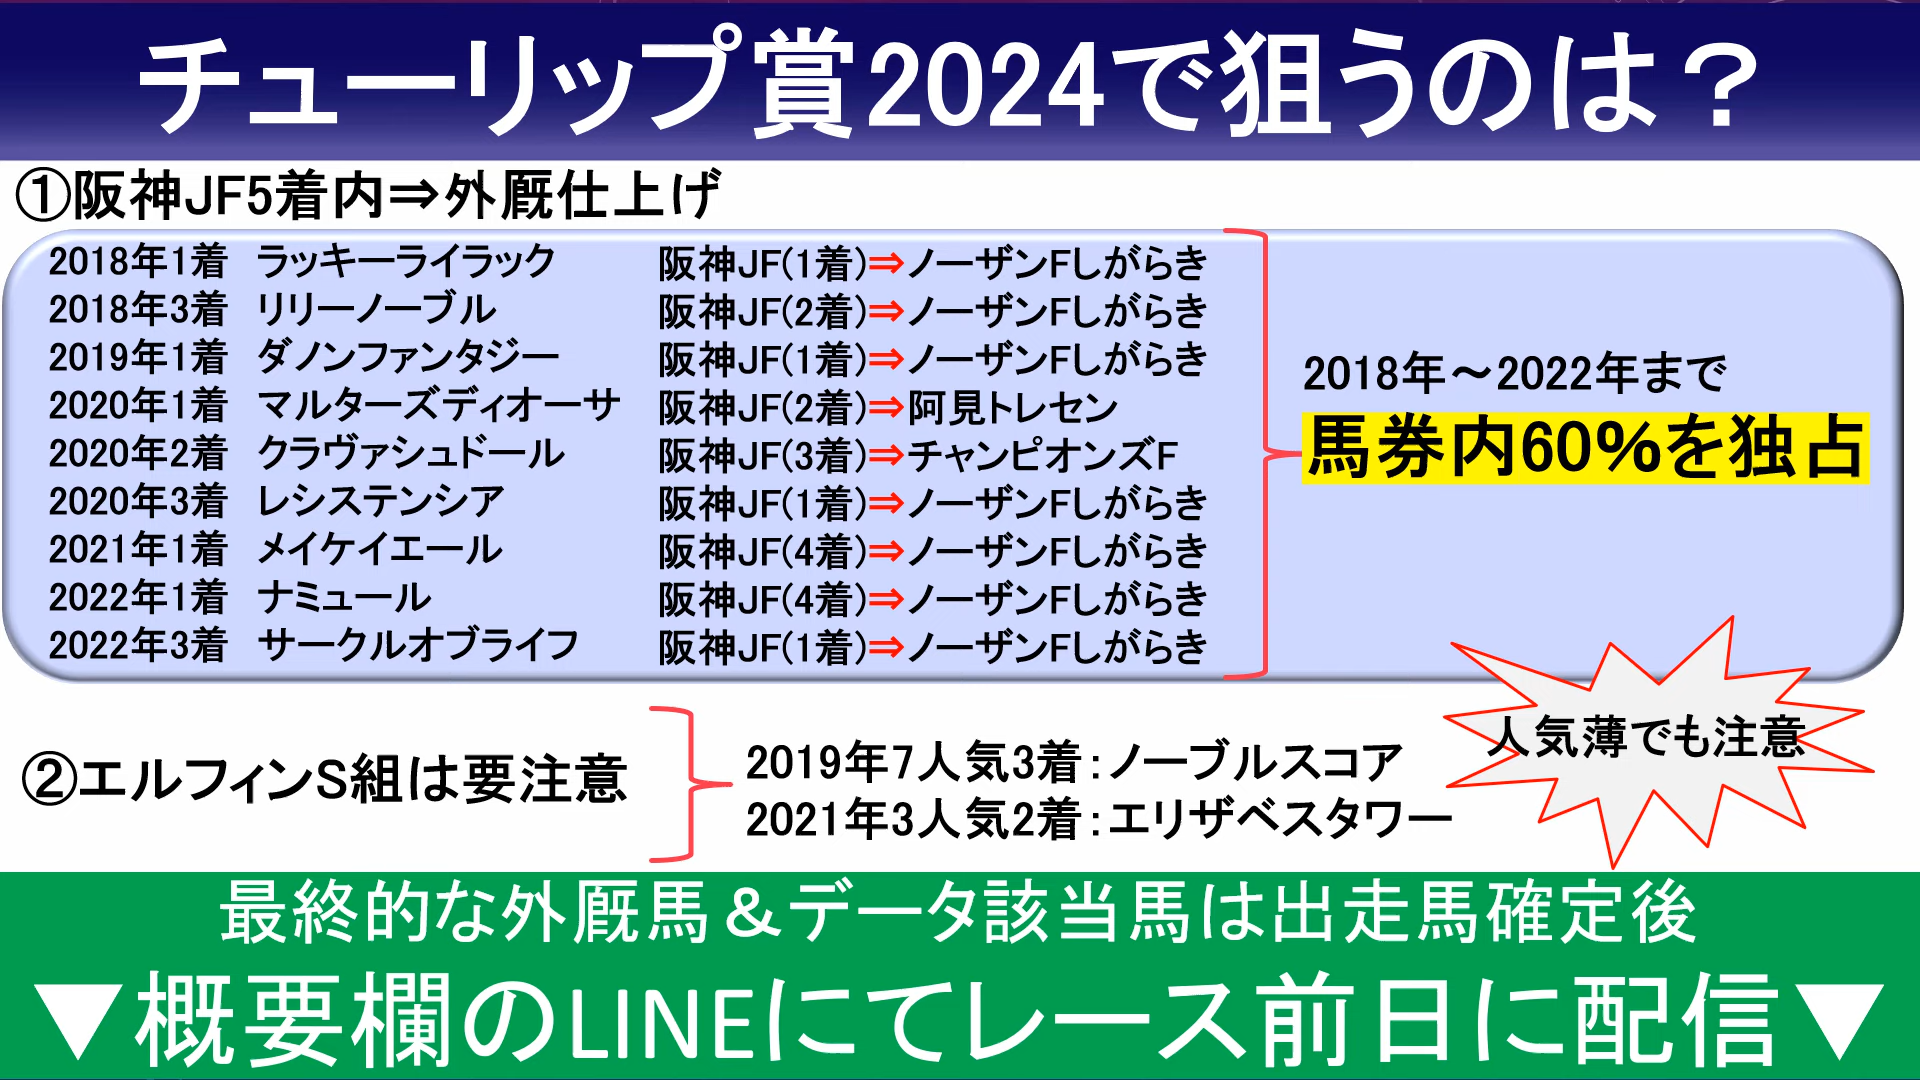 チューリップ賞2024で狙うのは？
①阪神JF5着内⇒外厩仕上げ
2018年1着 ラッキーライラック 阪神JF(1着)⇒ノーザンFしがらき
2018年3着 リリーノーブル 阪神JF(2着)⇒ノーザンFしがらき
2019年1着 ダノンファンタジー 阪神JF(1着)⇒ノーザンFしがらき
2020年1着 マルターズディオーサ 阪神JF(2着)⇒阿見トレセン
2020年2着 クラヴァシュドール 阪神JF(3着)⇒チャンピオンズF
2020年3着 レシステンシア 阪神JF(1着)⇒ノーザンFしがらき
2021年1着 メイケイエール 阪神JF(4着)⇒ノーザンFしがらき
2022年1着 ナミュール 阪神JF(4着)⇒ノーザンFしがらき
2022年3着 サークルオブライフ 阪神JF(1着)⇒ノーザンFしがらき
2018年～2022年まで
馬券内60%を独占
②エルフィンS組は要注意
2019年7人気3着：ノーブルスコア
2021年3人気2着：エリザベスタワー
人気薄でも注意
最終的な外厩馬＆データ該当馬は出走馬確定後
▼概要欄のLINEにてレース前日に配信▼